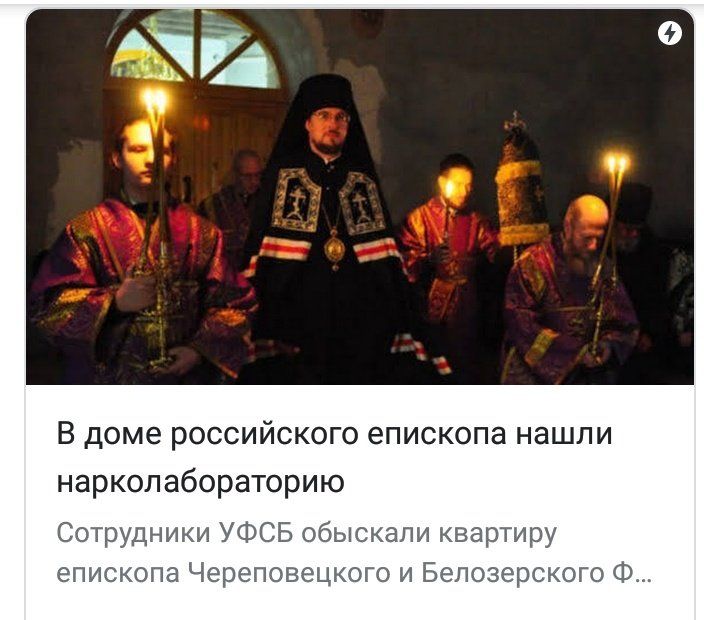 В доме российского епископа нашли
нарколабораторию
Сотрудники УФСБ обыскали квартиру
епископа Череповецкого и Белозерского Ф...